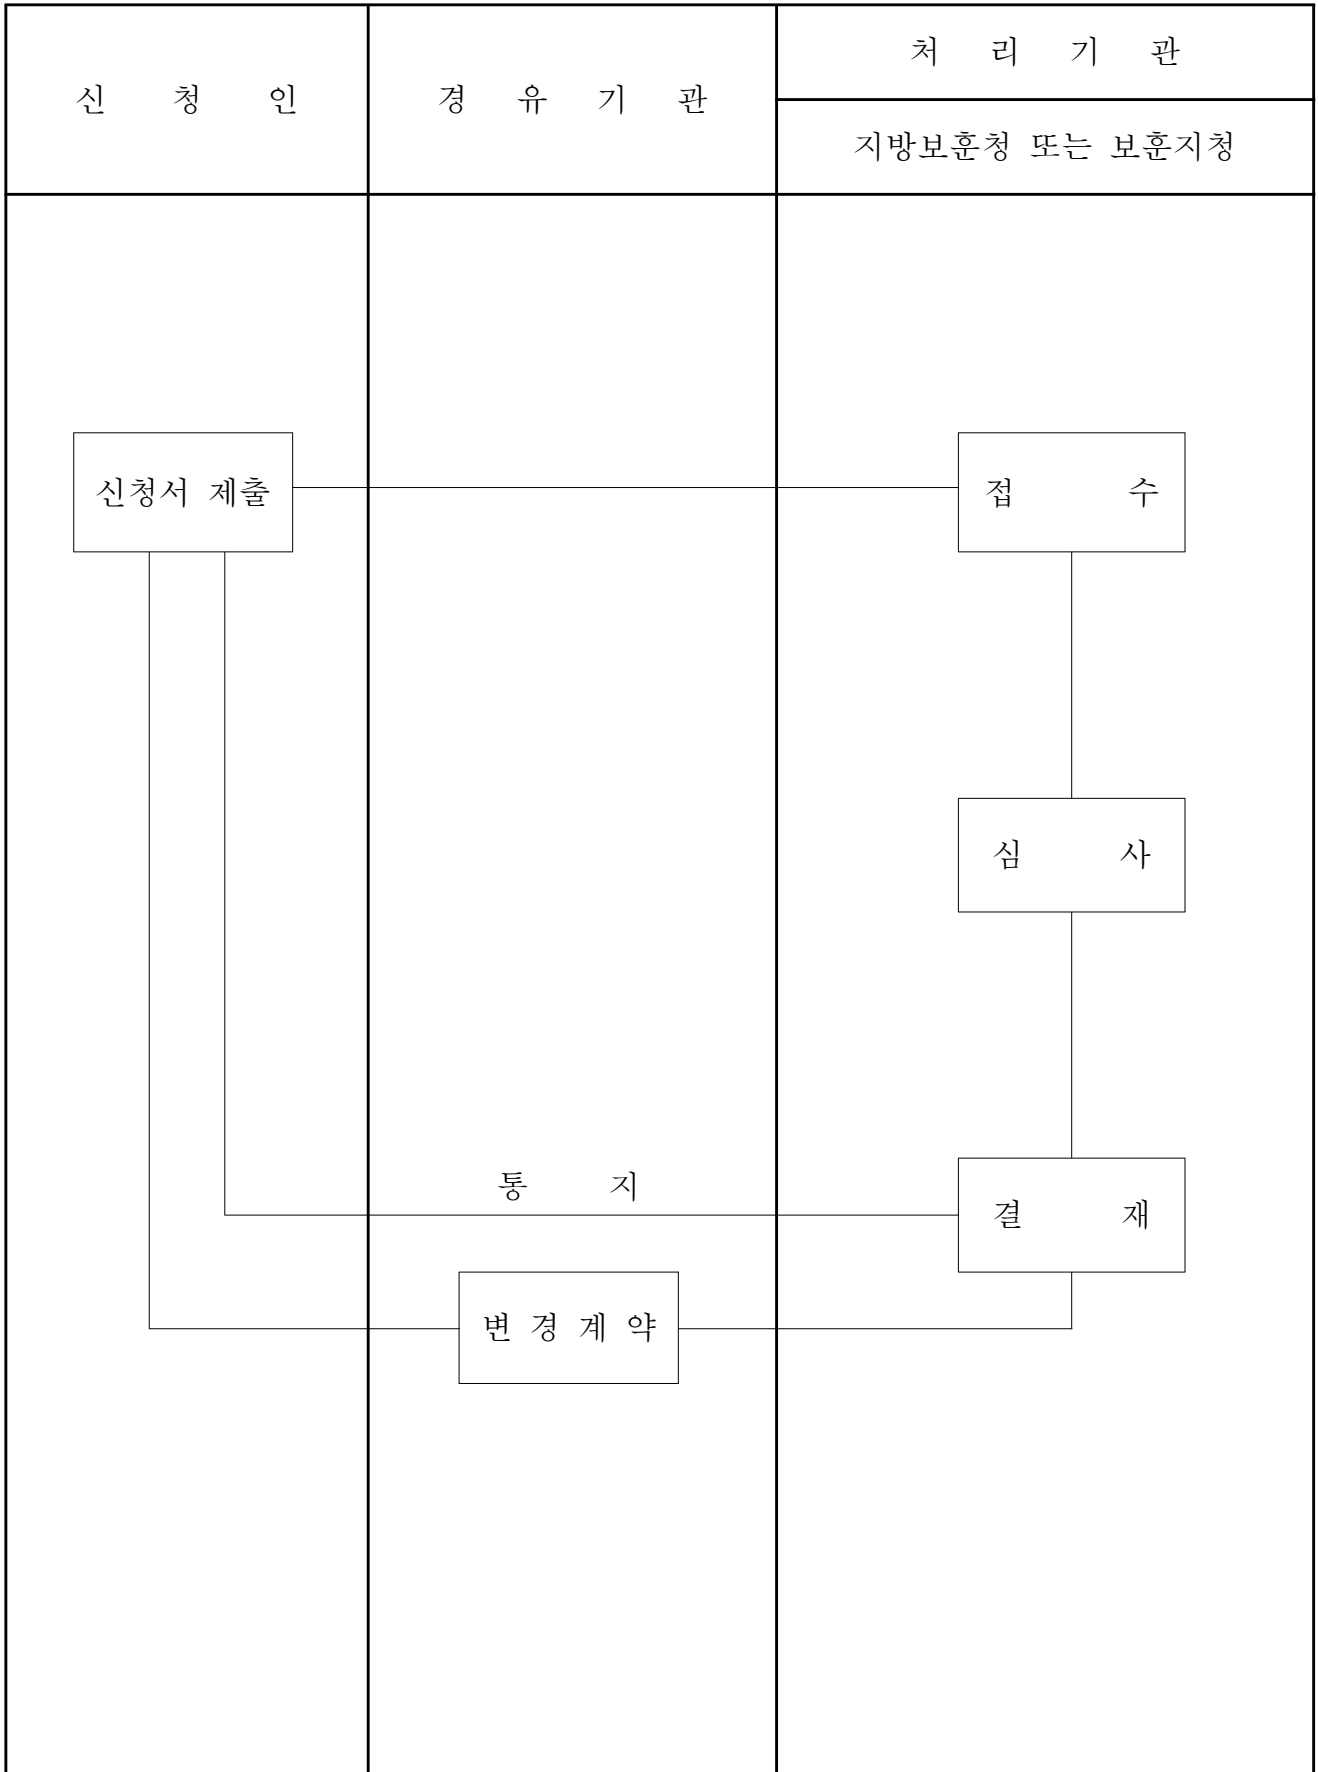 신 청 인
경 유 기 관
처 리 기 관
지방보훈청 또는 보훈지청
신청서 제출
접 수
심 사
통 지
결 재
변 경 계 약